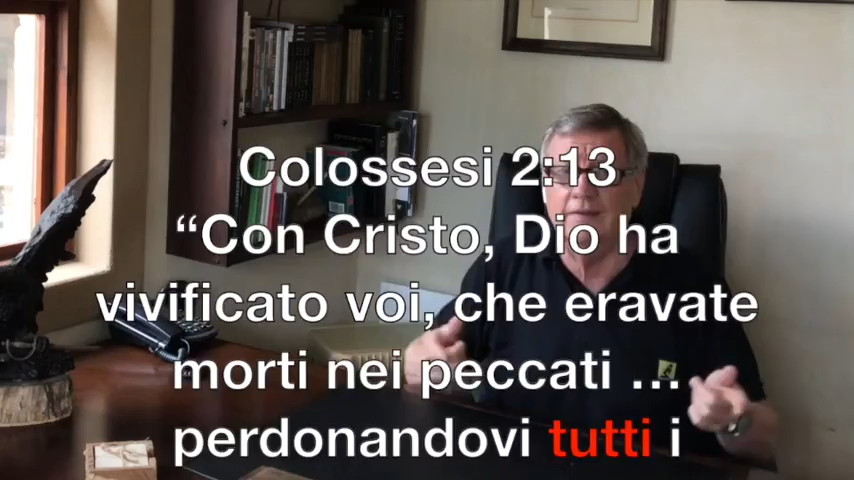 Colossesi 2:13
“Con Cristo, Dio ha
vivificato voi, che eravate
morti nei peccati ...
perdonandovi tutti i